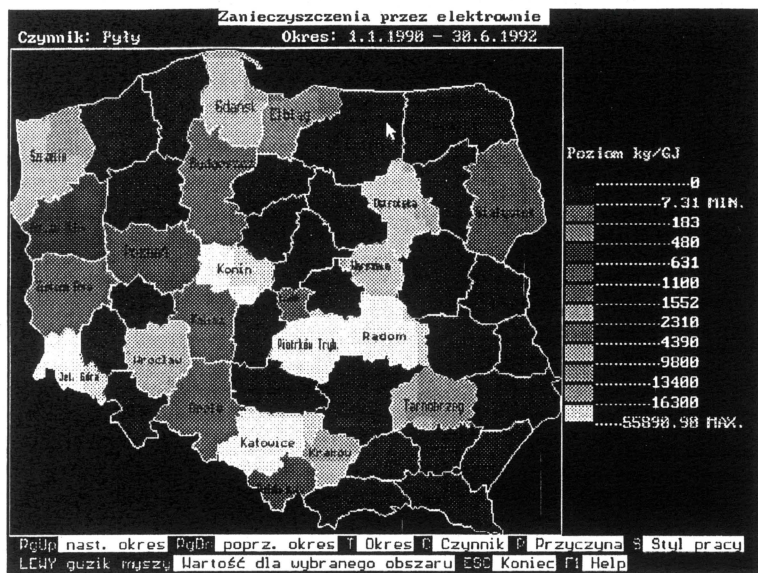 Zanieczyszczenia przez elektrownie
Czynnik: Pyły Okres: 1.1.1990 - 30.6.1992
Gdańsk
Elbląg
Szczecin
Bydgoszcz
Ostrołęka
Białystok
Poznań
Konin
Warszawa
Kalisz
Piotrków Tryb.
Radom
Wrocław
Jel. Góra
Opole
Tarnobrzeg
Katowice
Kraków
Poziom kg/GJ
0
7.31 MIN.
183
480
631
1100
1552
2310
4390
9800
13400
16300
55890.90 MAX.
PgUp nast. okres PgDn poprz. okres T Okres C Czynnik P Przyczyna S Styl pracy
LEWY guzik myszy Wartość dla wybranego obszaru ESC Koniec F1 Help